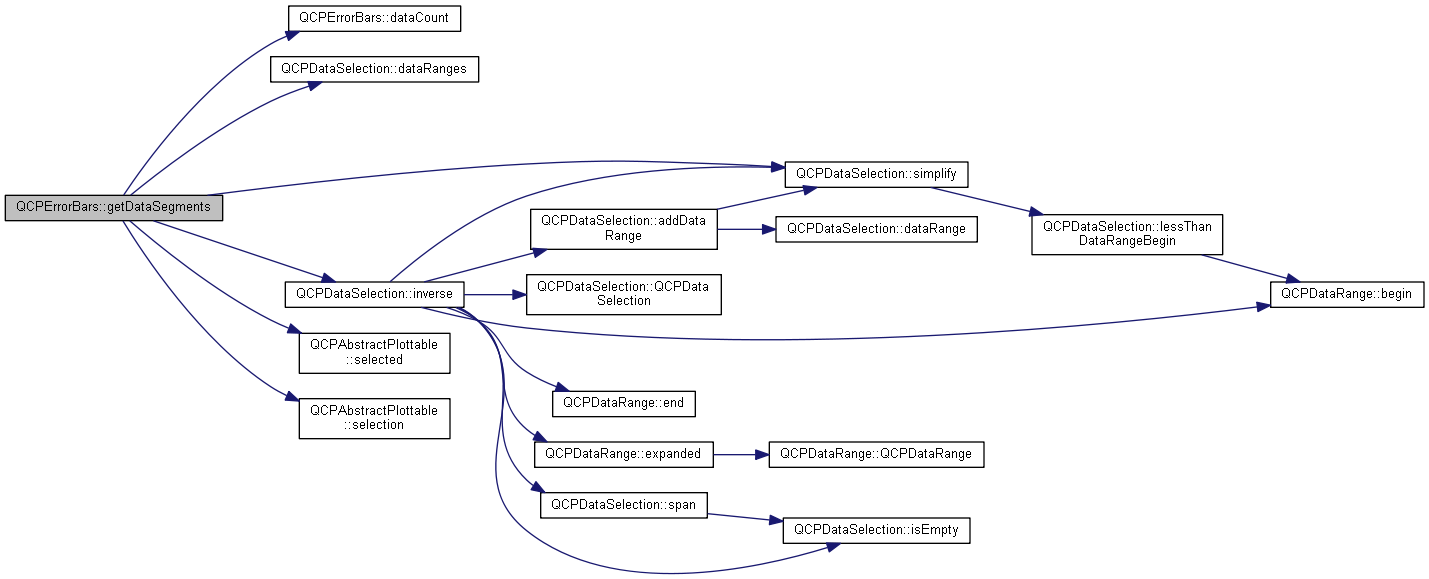 QCPErrorBars::dataCount
QCPDataSelection::dataRanges
QCPErrorBars::getDataSegments
QCPDataSelection::inverse
QCPAbstractPlottable
::selected
QCPAbstractPlottable
::selection
QCPDataSelection::addData
Range
QCPDataSelection::QCPData
Selection
QCPDataRange::end
QCPDataRange::expanded
QCPDataSelection::span
QCPDataSelection::simplify
QCPDataSelection::dataRange
QCPDataRange::QCPDataRange
QCPDataSelection::isEmpty
QCPDataSelection::lessThan
DataRangeBegin
QCPDataRange::begin